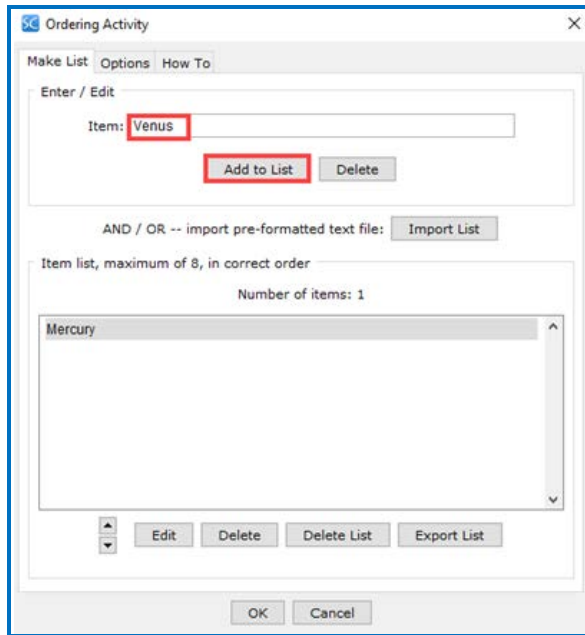 SC Ordering Activity
Make List Options How To
Enter / Edit
Item: Venus
Add to List Delete
AND / OR -- import pre-formatted text file: Import List
Item list, maximum of 8, in correct order
Number of items: 1
Mercury
Edit Delete Delete List Export List
OK Cancel